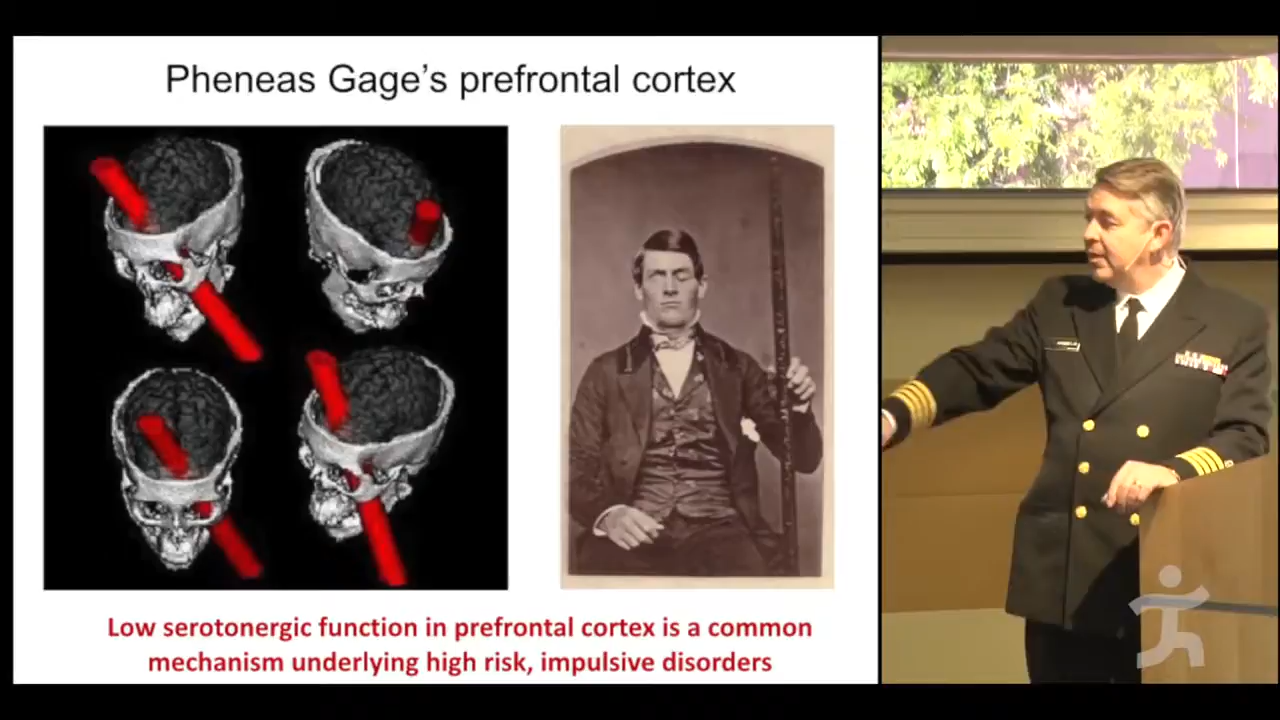 Pheneas Gage's prefrontal cortex
Low serotonergic function in prefrontal cortex is a common
mechanism underlying high risk, impulsive disorders